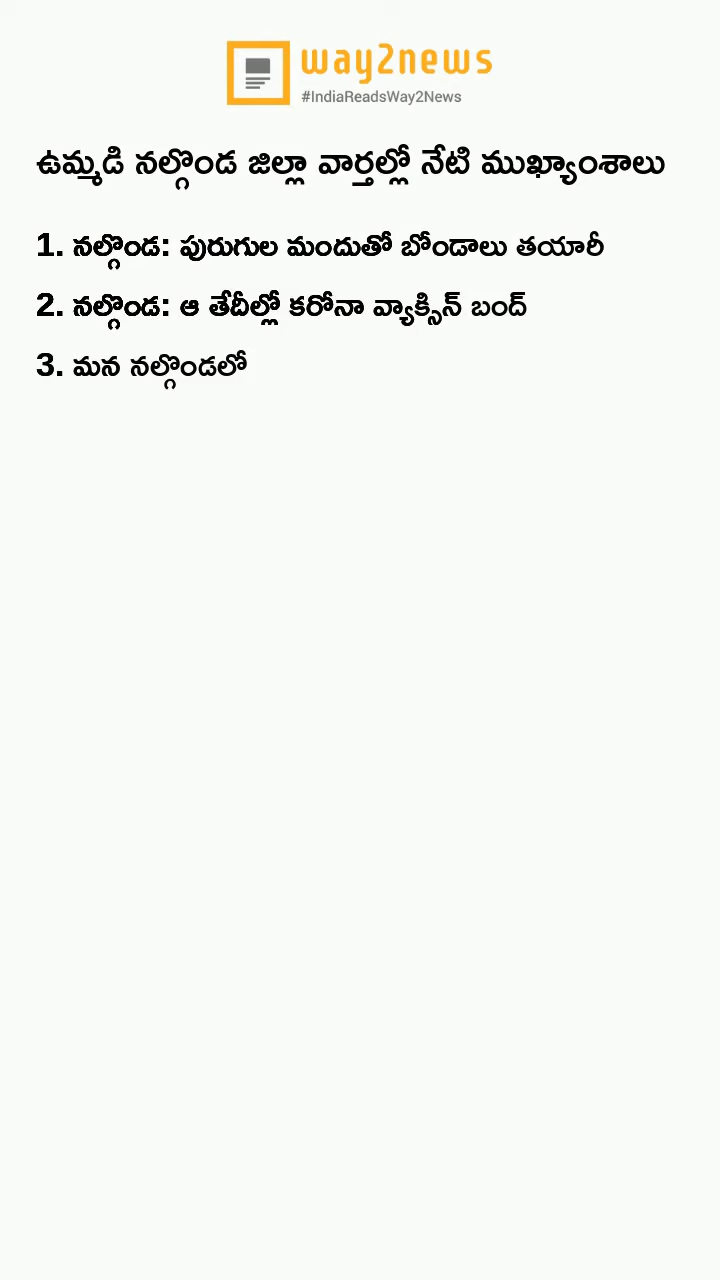 way2news
#IndiaReadsWay2News
ఉమ్మడి నల్గొండ జిల్లా వార్తల్లో నేటి ముఖ్యాంశాలు
1. నల్గొండ: పురుగుల మందుతో బోండాలు తయారీ
2. నల్గొండ: ఆ తేదీల్లో కరోనా వ్యాక్సిన్ బంద్
3. మన నల్గొండలో